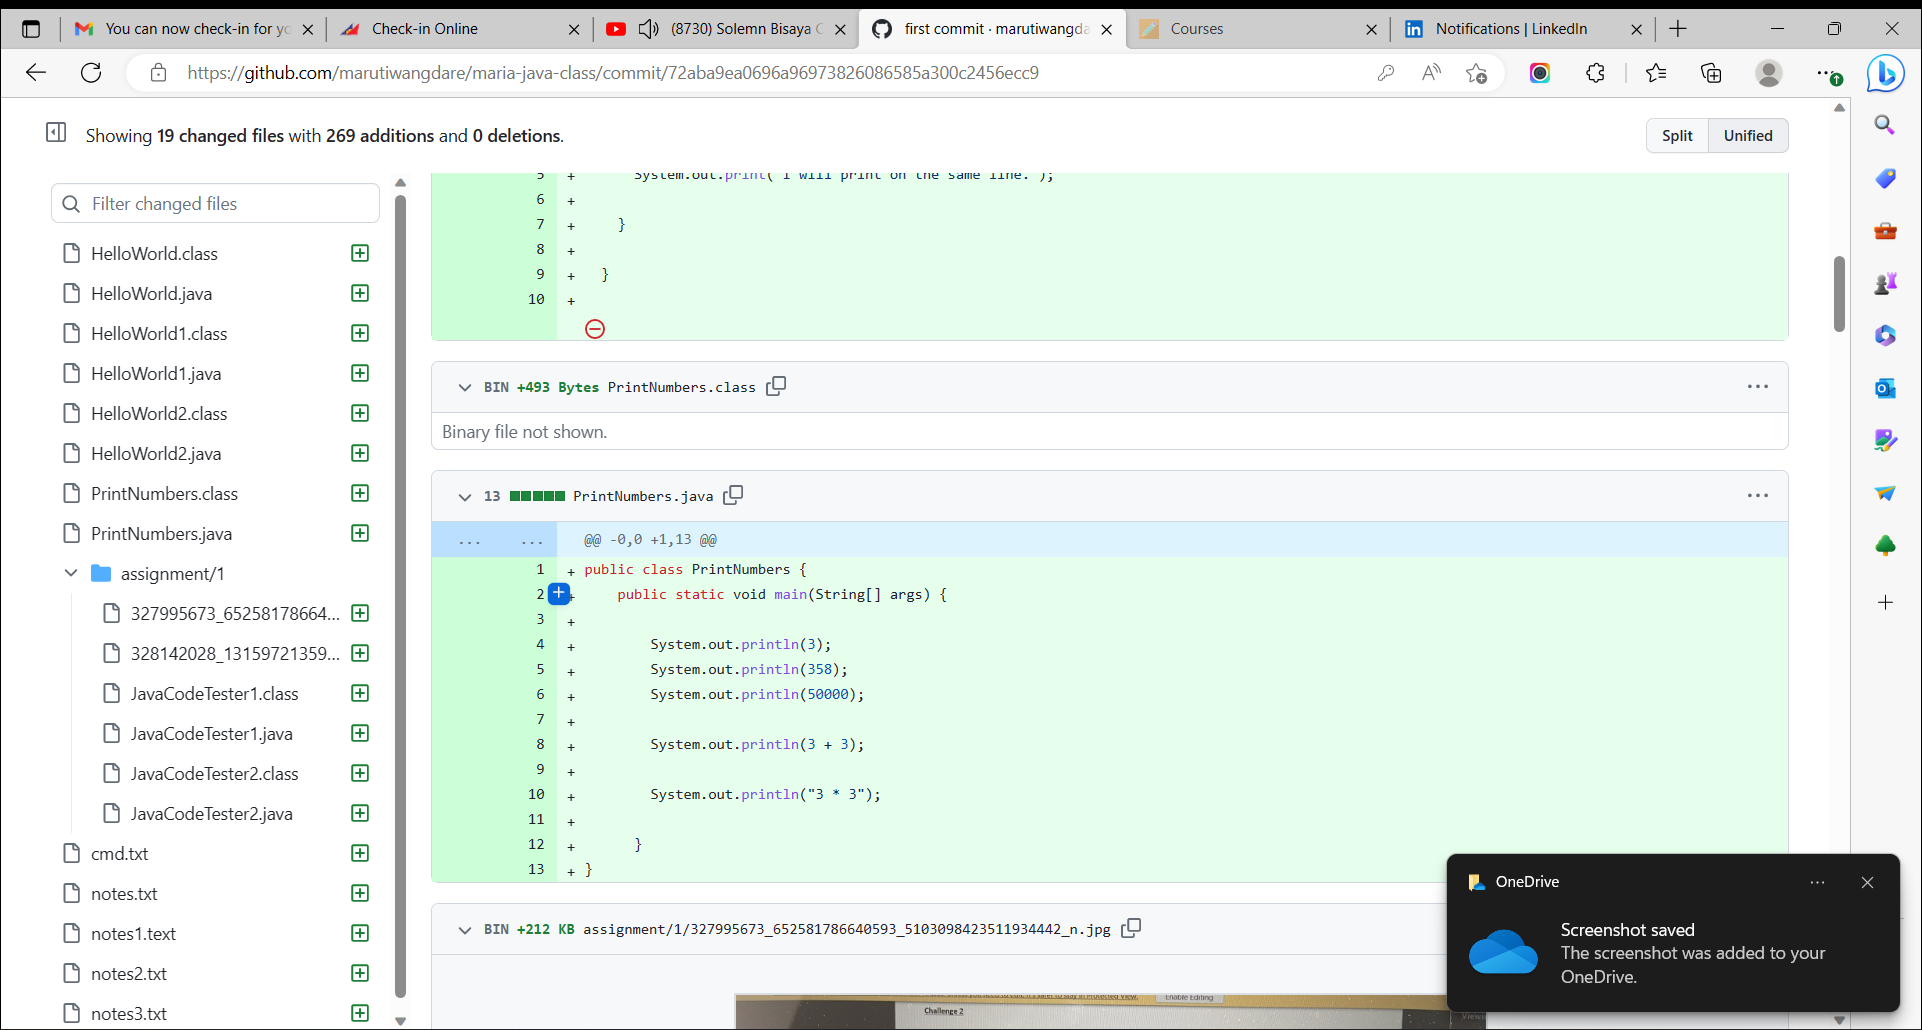 You can now check-in for yo
Check-in Online
(8730) Solemn Bisaya C
first commit · marutiwangda
Courses
Notifications | LinkedIn
https://github.com/marutiwangdare/maria-java-class/commit/72aba9ea0696a96973826086585a300c2456ecc9
Showing 19 changed files with 269 additions and 0 deletions.
Split
Unified
Filter changed files
HelloWorld.class
HelloWorld.java
HelloWorld1.class
HelloWorld1.java
HelloWorld2.class
HelloWorld2.java
PrintNumbers.class
PrintNumbers.java
assignment/1
327995673_65258178664...
328142028_13159721359...
JavaCodeTester1.class
JavaCodeTester1.java
JavaCodeTester2.class
JavaCodeTester2.java
cmd.txt
notes.txt
notes1.text
notes2.txt
notes3.txt
5 + System.out.print("I will print on the same line.");
6 +
7 + }
8 +
9 + }
10 +
BIN +493 Bytes PrintNumbers.class
Binary file not shown.
13 PrintNumbers.java
... ... @@ -0,0 +1,13 @@
1 + public class PrintNumbers {
2 + public static void main(String[] args) {
3 +
4 + System.out.println(3);
5 + System.out.println(358);
6 + System.out.println(50000);
7 +
8 + System.out.println(3 + 3);
9 +
10 + System.out.println("3 * 3");
11 +
12 + }
13 + }
BIN +212 KB assignment/1/327995673_652581786640593_5103098423511934442_n.jpg
Enable Editing
Challenge 2
OneDrive
Screenshot saved
The screenshot was added to your
OneDrive.